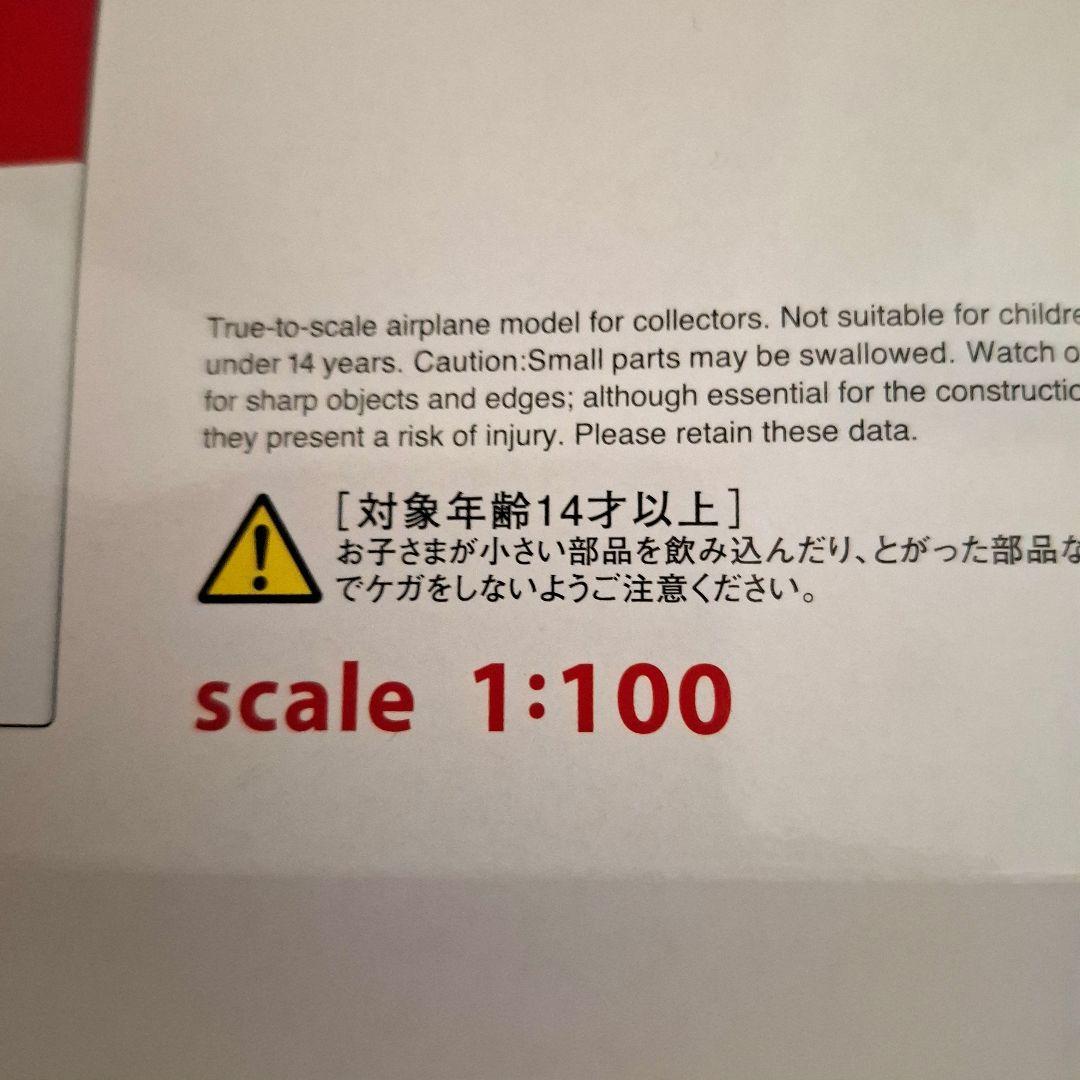 True-to-scale airplane model for collectors. Not suitable for childre
under 14 years. Caution:Small parts may be swallowed. Watch o
for sharp objects and edges; although essential for the constructio
they present a risk of injury. Please retain these data.
[対象年齢14才以上]
お子さまが小さい部品を飲み込んだり、とがった部品な
でケガをしないようご注意ください。
scale 1:100